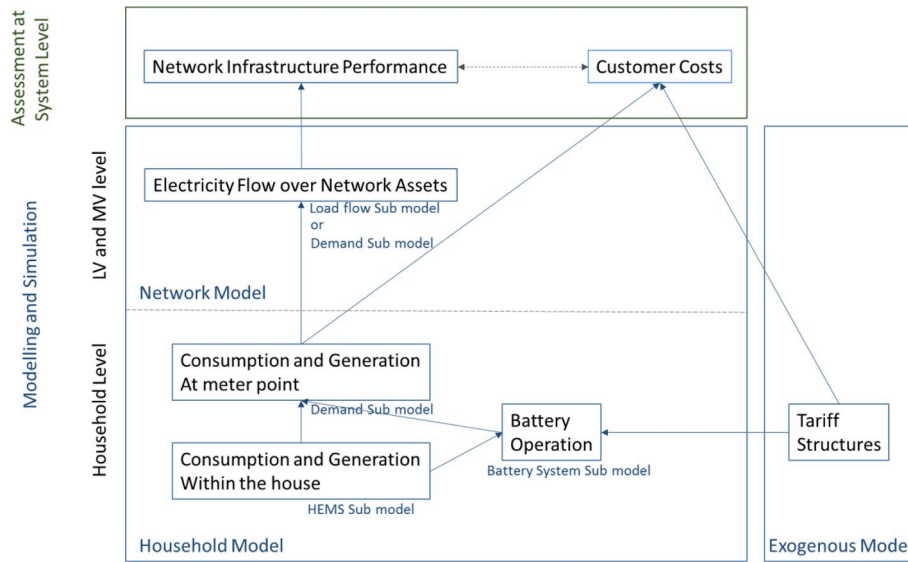 Assessment at
System Level
Network Infrastructure Performance
Customer Costs
Modelling and Simulation
LV and MV level
Electricity Flow over Network Assets
Load flow Sub model
or
Demand Sub model
Network Model
Household Level
Consumption and Generation
At meter point
Demand Sub model
Battery
Operation
Battery System Sub model
Tariff
Structures
Consumption and Generation
Within the house
HEMS Sub model
Household Model
Exogenous Mode